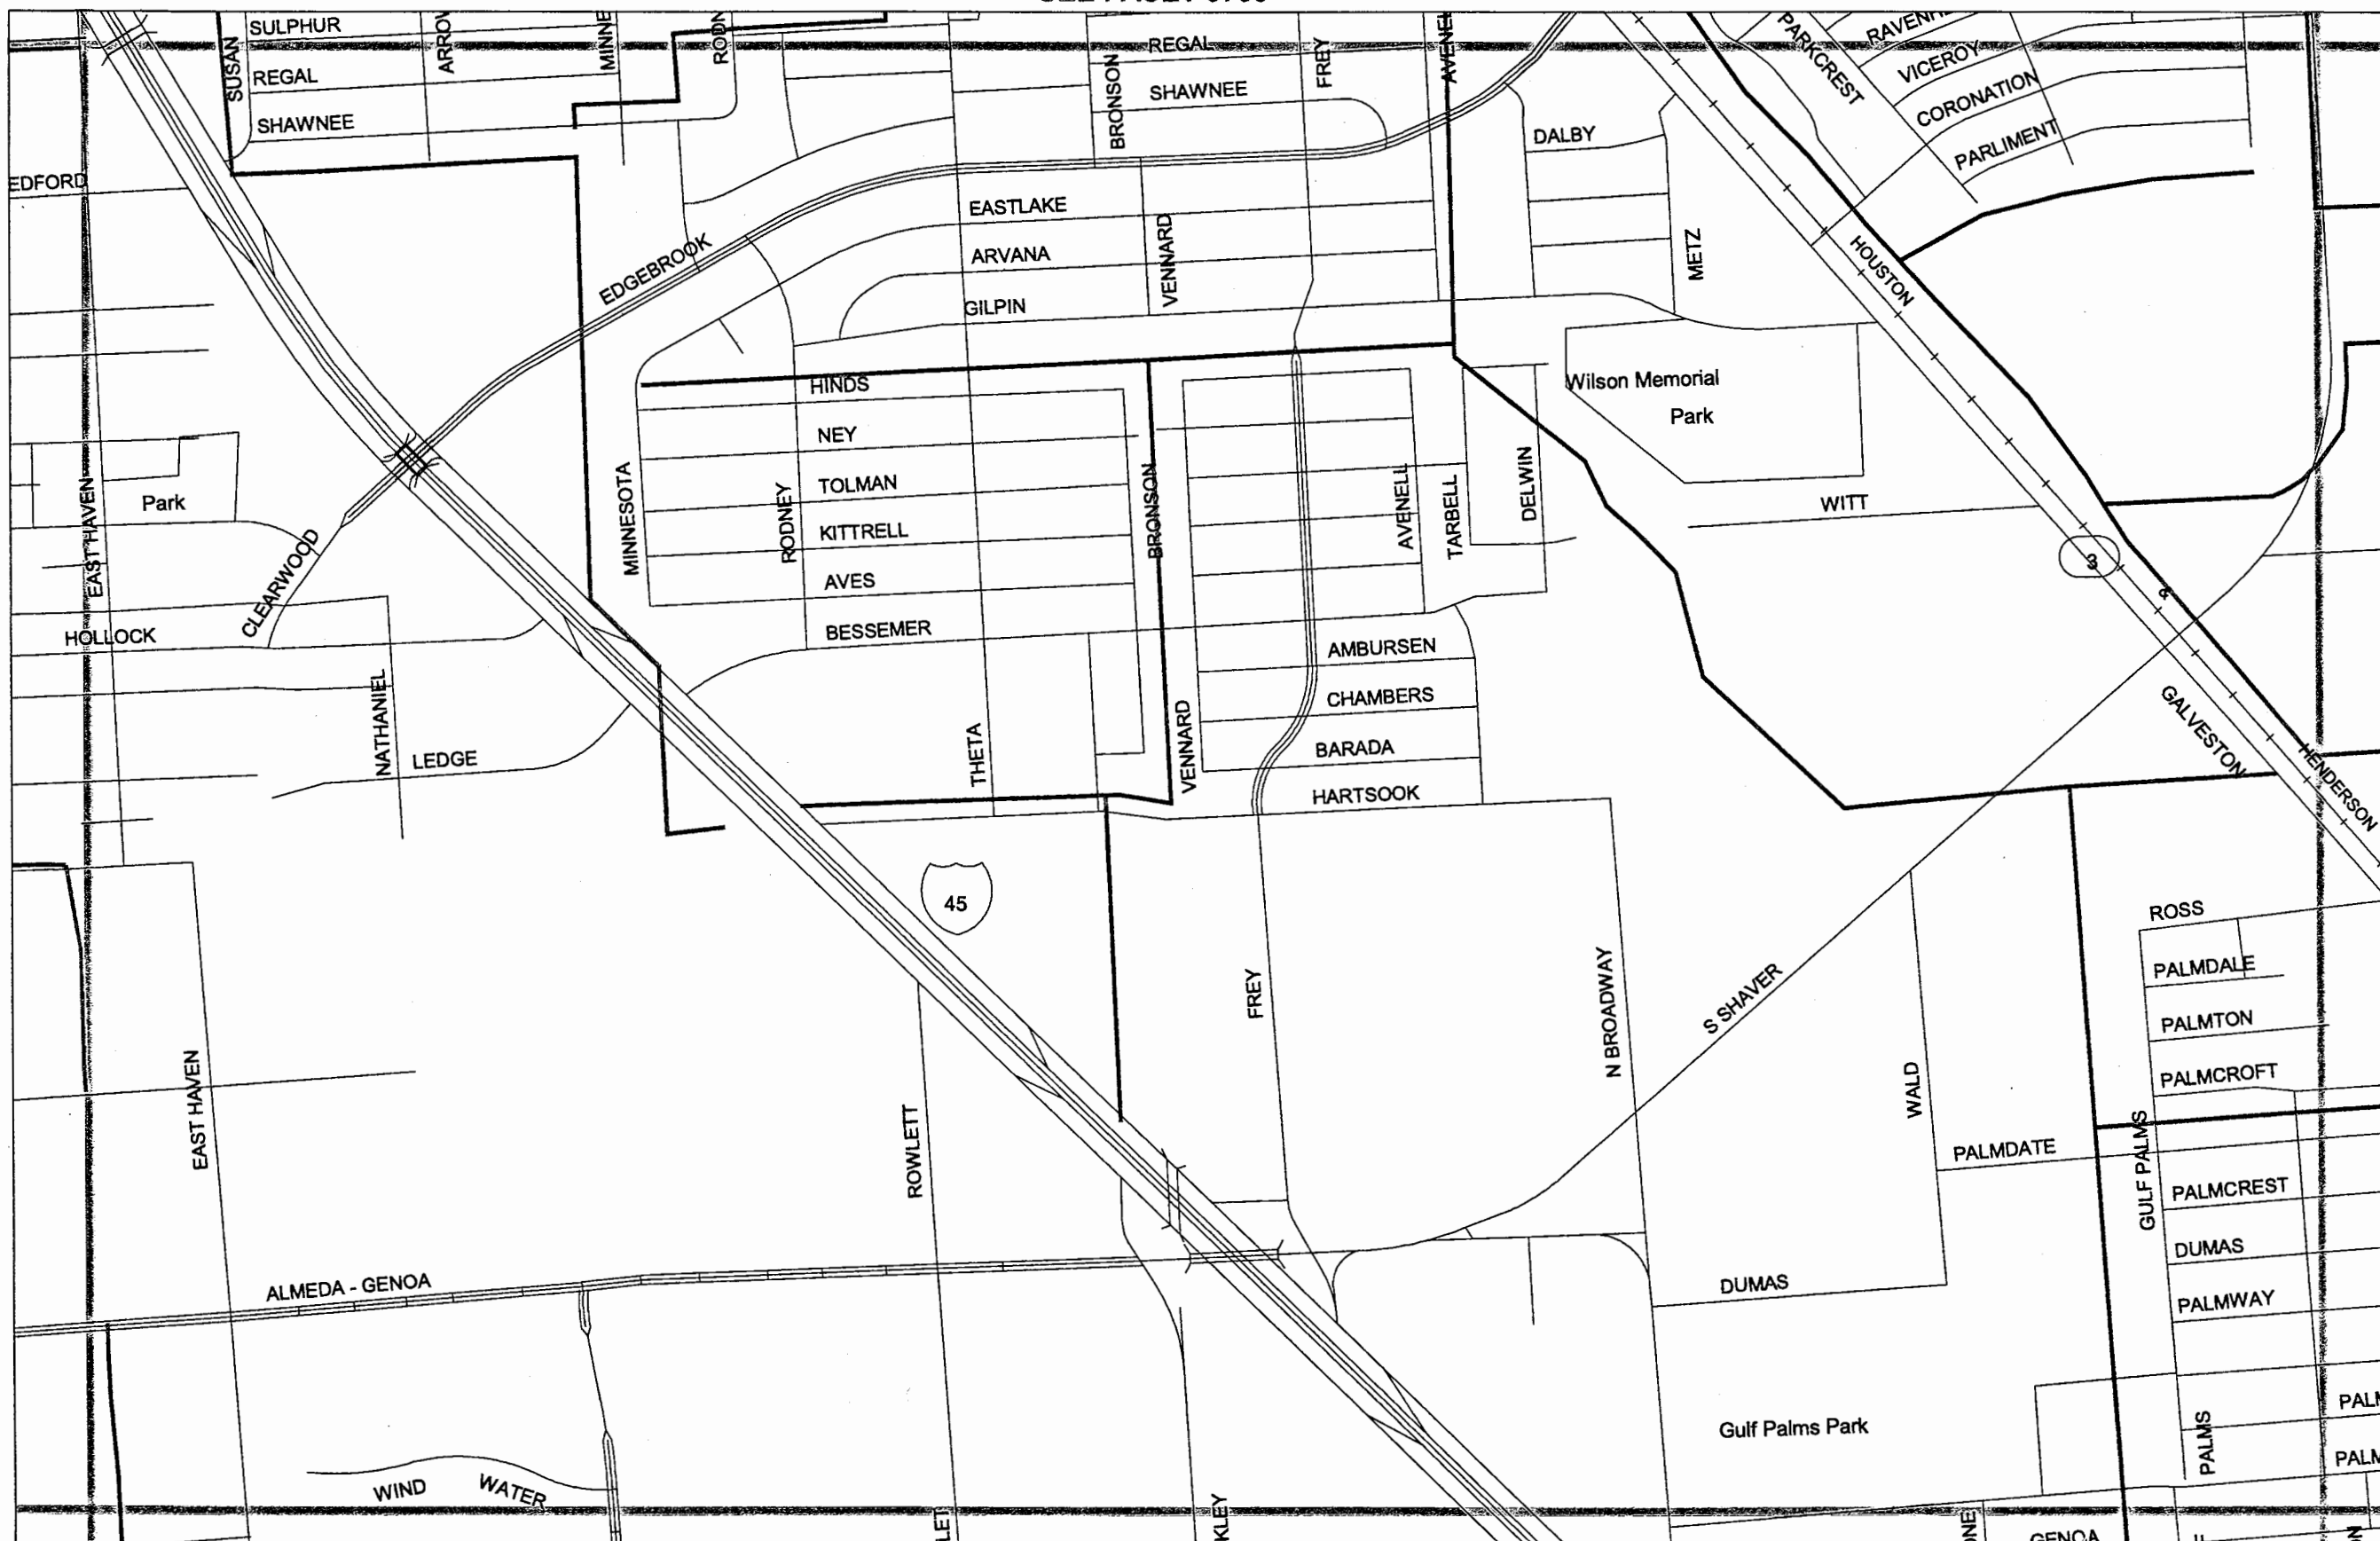 SULPHUR
REGAL
SHAWNEE
SUSAN
REGAL
SHAWNEE
BRONSON
FREY
PARKCREST
VICEROY
CORONATION
PARLIMENT
DALBY
METZ
EDFORD
EDGEBROOK
EASTLAKE
ARVANA
GILPIN
VENNARD
HOUSTON
HINDS
NEY
TOLMAN
KITTRELL
AVES
BESSEMER
MINNESOTA
RODNEY
BRONSON
AVENELL
TARBELL
DELWIN
Wilson Memorial
Park
WITT
3
&
Park
EAST HAVEN
CLEARWOOD
HOLLOCK
NATHANIEL
LEDGE
THETA
VENNARD
AMBURSEN
CHAMBERS
BARADA
HARTSOOK
GALVESTON
HENDERSON
45
FREY
N BROADWAY
S SHAVER
WALD
ROSS
PALMDALE
PALMTON
PALMCROFT
GULF PALMS
PALMDATE
PALMCREST
DUMAS
PALMWAY
EAST HAVEN
ROWLETT
ALMEDA - GENOA
DUMAS
Gulf Palms Park
PALMS
WIND WATER
LET
KLEY
GENOA